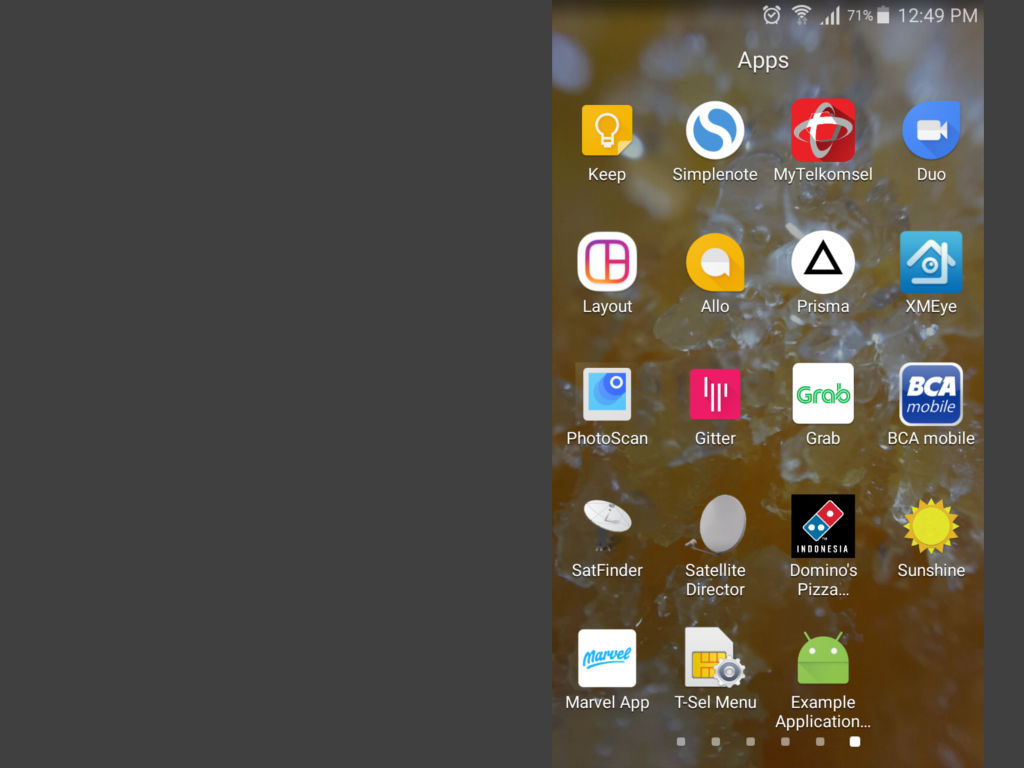 71% 12:49 PM
Apps
Keep Simplenote MyTelkomsel Duo
Layout Allo Prisma XMEye
Grab BCA
mobile
PhotoScan Gitter Grab BCA mobile
INDONESIA
SatFinder Satellite Domino's Sunshine
Director Pizza...
Marvel
Marvel App T-Sel Menu Example
Application...